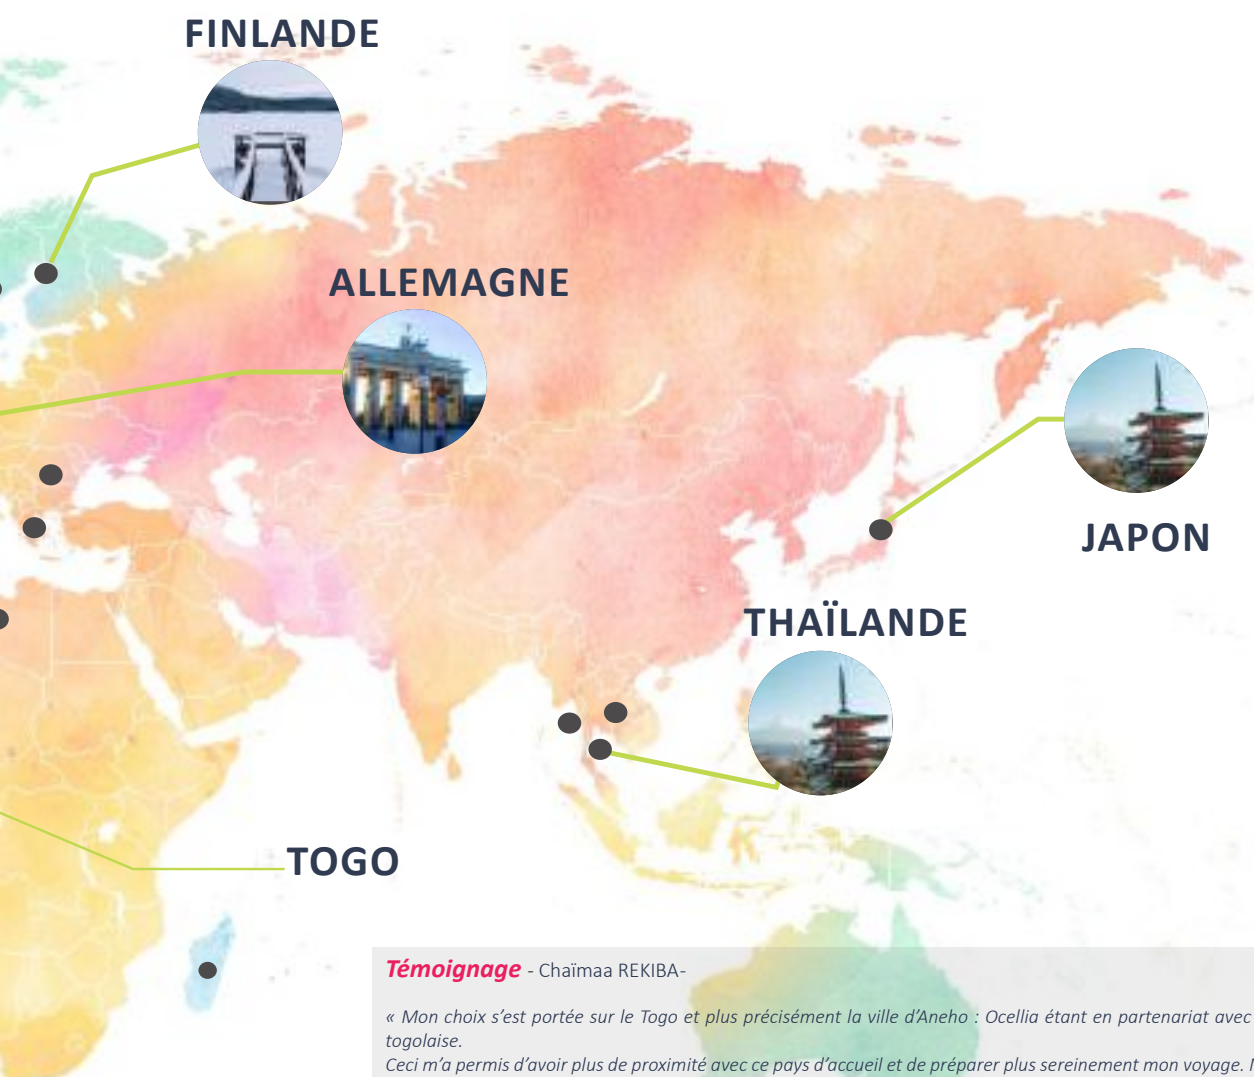 FINLANDE
ALLEMAGNE
JAPON
THAÏLANDE
TOGO
Témoignage - Chaïmaa REKIBA-
« Mon choix s’est portée sur le Togo et plus précisément la ville d’Aneho : Ocellia étant en partenariat avec
togolaise.
Ceci m’a permis d’avoir plus de proximité avec ce pays d’accueil et de préparer plus sereinement mon voyage.